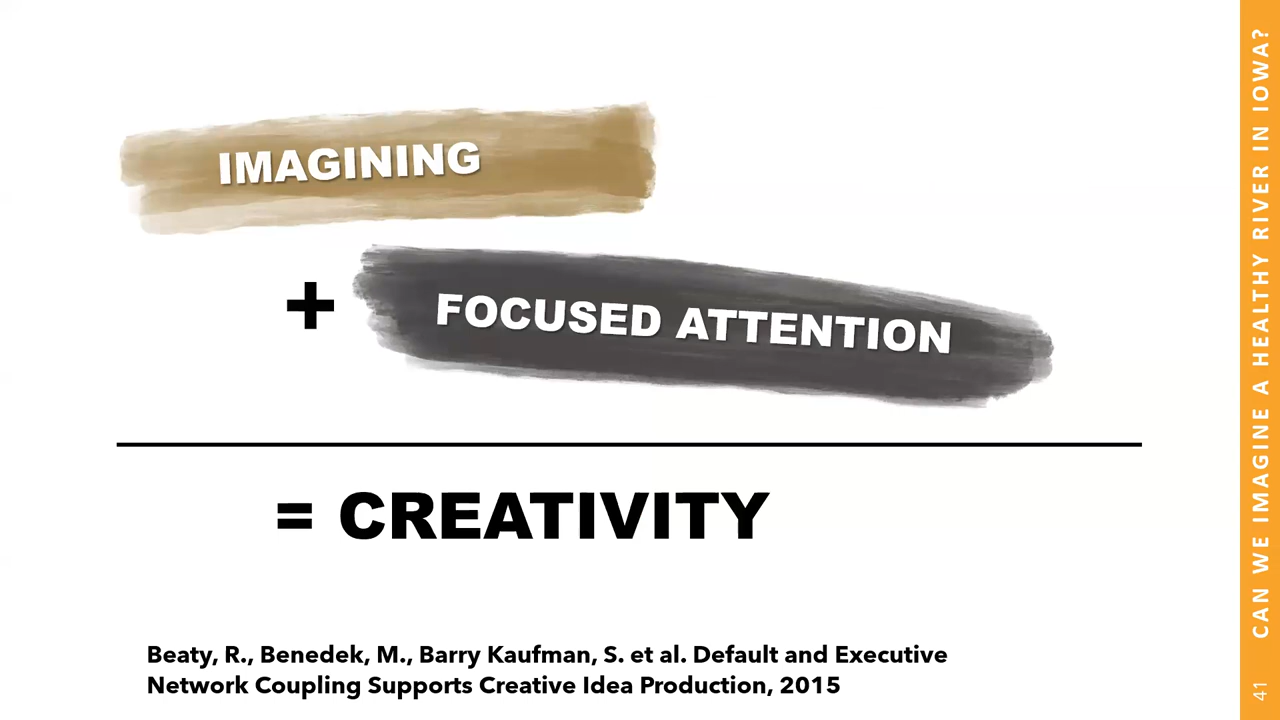 IMAGINING
+ FOCUSED ATTENTION
= CREATIVITY
Beaty, R., Benedek, M., Barry Kaufman, S. et al. Default and Executive
Network Coupling Supports Creative Idea Production, 2015
CAN WE IMAGINE A HEALTHY RIVER IN IOWA?
41